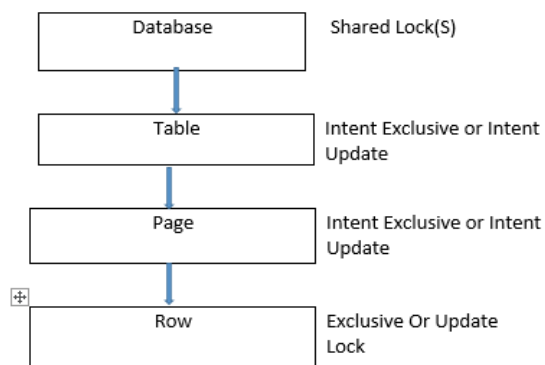 Database
Shared Lock(S)
Table
Intent Exclusive or Intent
Update
Page
Intent Exclusive or Intent
Update
Row
Exclusive Or Update
Lock